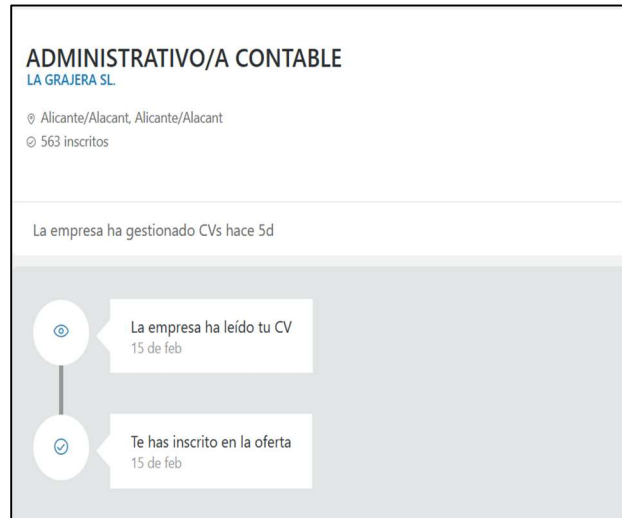 ADMINISTRATIVO/A CONTABLE
LA GRAJERA SL.
Alicante/Alacant, Alicante/Alacant
563 inscritos
La empresa ha gestionado CVs hace 5d
La empresa ha leído tu CV
15 de feb
Te has inscrito en la oferta
15 de feb